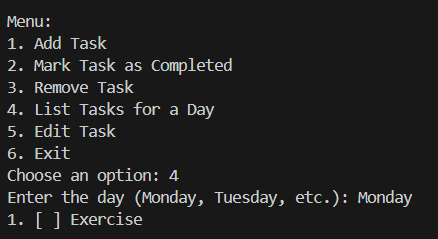 Menu:
1. Add Task
2. Mark Task as Completed
3. Remove Task
4. List Tasks for a Day
5. Edit Task
6. Exit
Choose an option: 4
Enter the day (Monday, Tuesday, etc.): Monday
1. [ ] Exercise